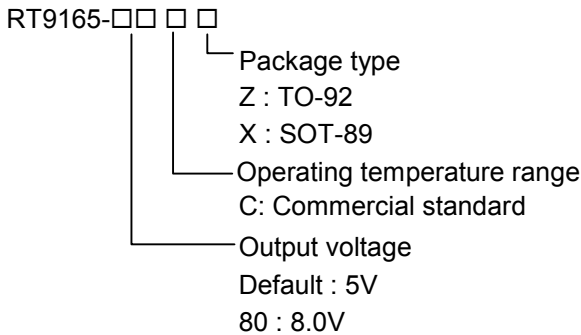 RT9165-□□ □ □
Package type
Z : TO-92
X : SOT-89
Operating temperature range
C: Commercial standard
Output voltage
Default : 5V
80 : 8.0V